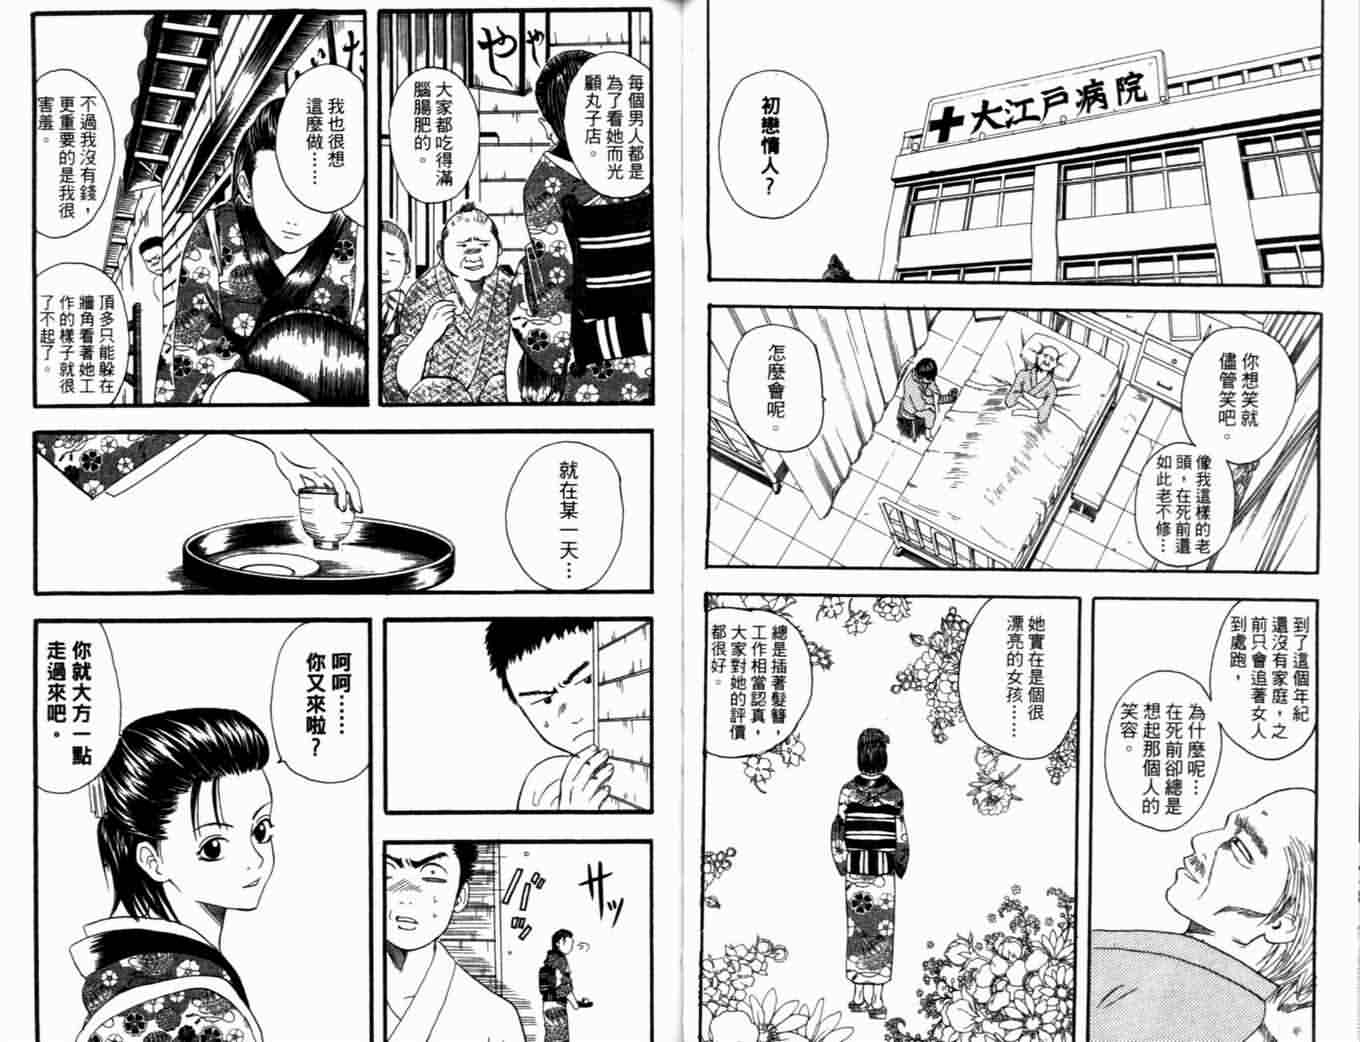 大江戸病院
初戀情人？
你想笑就
儘管笑吧。
像我這樣的老
頭，在死前還
如此老不修…
怎麼會呢。
到了這個年紀
還沒有家庭，之
前只會追著女人
到處跑，
為什麼呢…
在死前卻總是
想起那個人的
笑容。
她實在是個很
漂亮的女孩……
總是插著髮簪，
工作相當認真，
大家對她的評價
都很好。
每個男人都是
為了看她而光
顧丸子店。
大家都吃得滿
腦腸肥的。
や
や
だ
我也很想
這麼做……
不過我沒有錢，
更重要的是我很
害羞。
頂多只能躲在
牆角看著她工
作的樣子就很
了不起了。
就在某一天…
サッ
呵呵……
你又來啦？
你就大方一點
走過來吧。